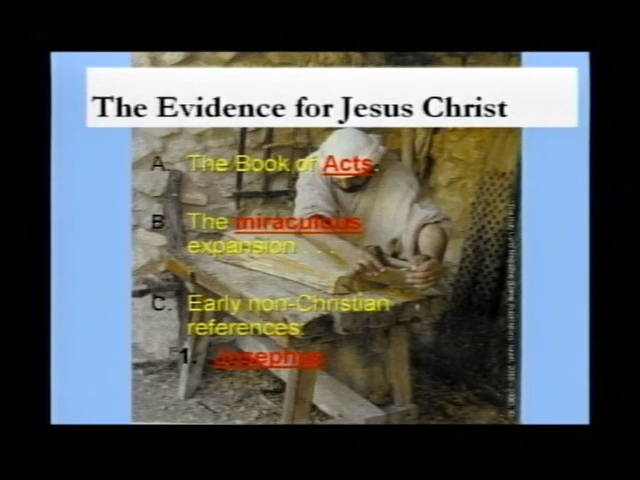 The Evidence for Jesus Christ
A. The Book of Acts.
B. The miraculous
expansion . . .
C. Early non-Christian
references:
1. Josephus